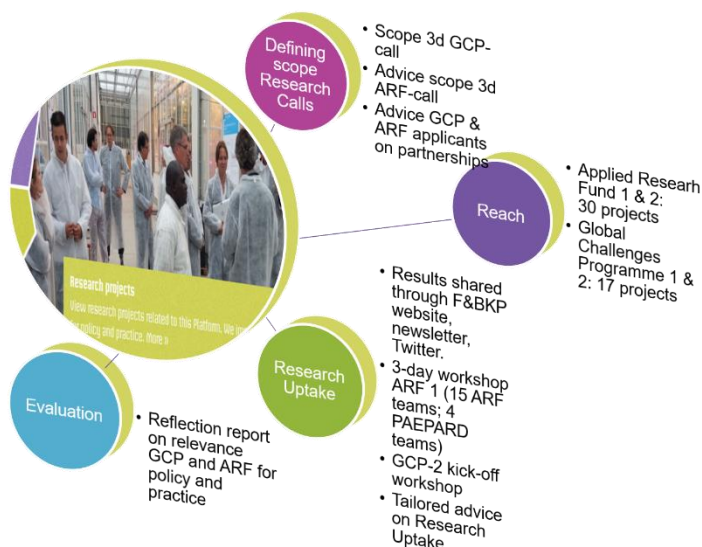 Defining
scope
Research
Calls
• Scope 3d GCP-
call
• Advice scope 3d
ARF-call
• Advice GCP &
ARF applicants
on partnerships
Reach
• Applied Researh
Fund 1 & 2:
30 projects
• Global
Challenges
Programme 1 &
2: 17 projects
Research projects
View research projects related to this Platform. We
policy and practice. More »
Research
Uptake
• Results shared
through F&BKP
website,
newsletter,
Twitter.
• 3-day workshop
ARF 1 (15 ARF
teams; 4
PAEPARD
teams)
• GCP-2 kick-off
workshop
• Tailored advice
on Research
Uptake
Evaluation
• Reflection report
on relevance
GCP and ARF for
policy and
practice